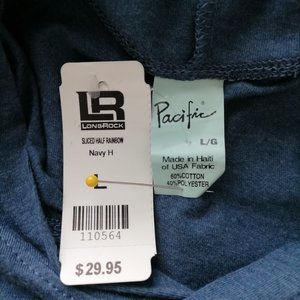 LR
LONGROCK
SLICED HALF RAINBOW
Navy H
L
110564
$29.95
Pacific
L/G
Made in Haiti
of USA Fabric
60%COTTON
40%POLYESTER